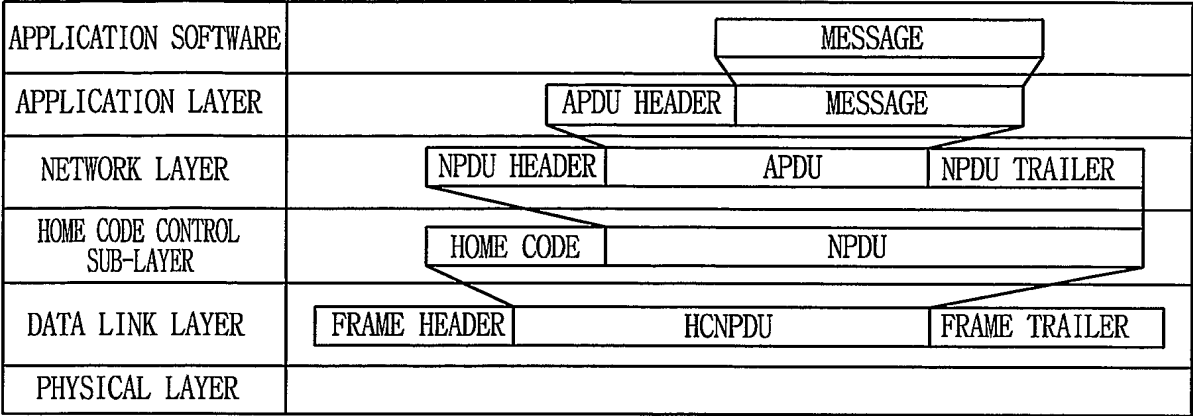 APPLICATION SOFTWARE
MESSAGE
APPLICATION LAYER
APDU HEADER
MESSAGE
NETWORK LAYER
NPDU HEADER
APDU
NPDU TRAILER
HOME CODE CONTROL
SUB-LAYER
HOME CODE
NPDU
DATA LINK LAYER
FRAME HEADER
HCNPDU
FRAME TRAILER
PHYSICAL LAYER